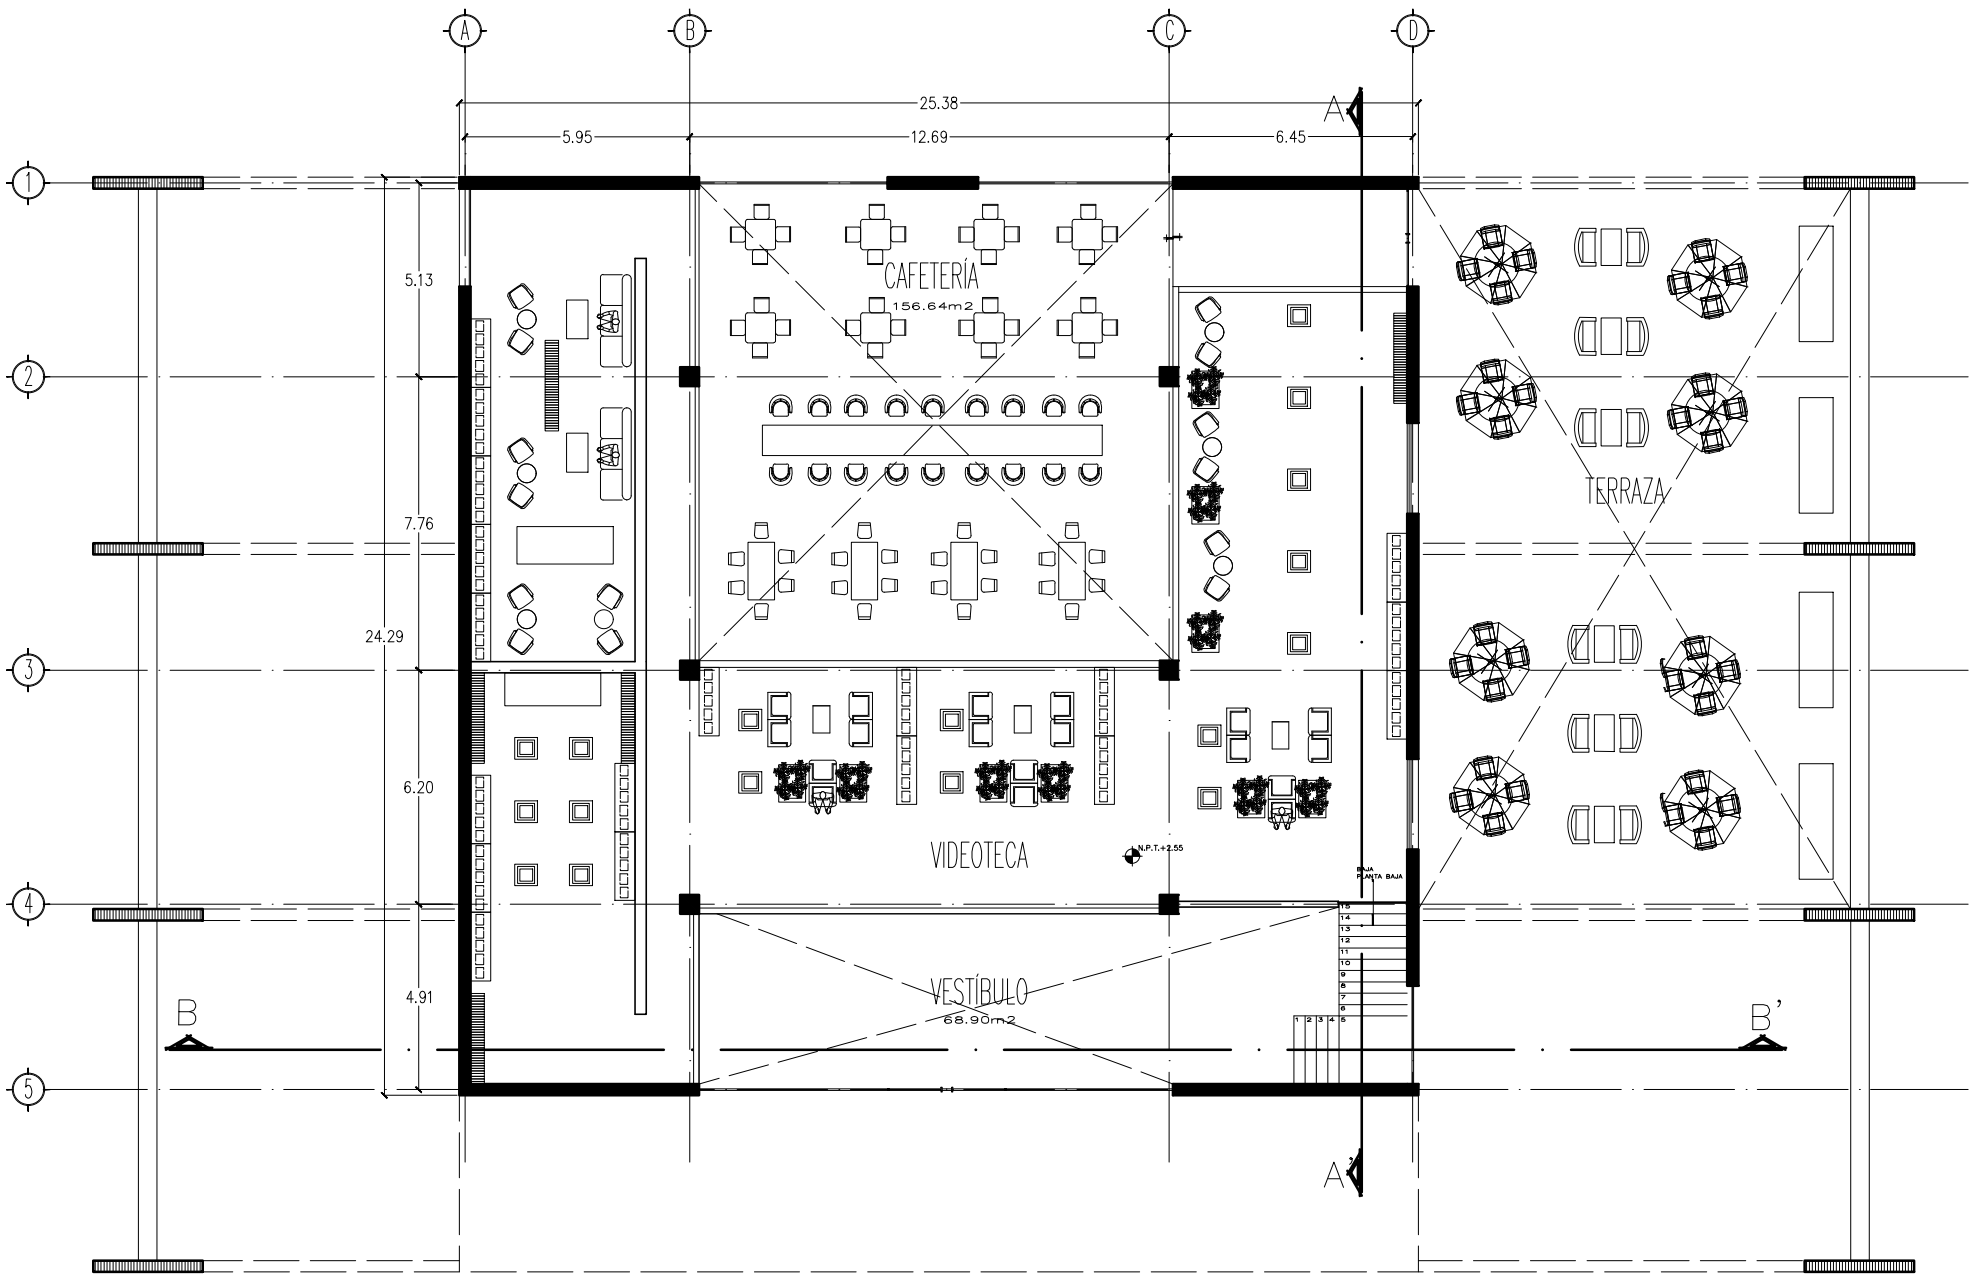 A B C D
25.38
A
5.95 12.69 6.45
1
5.13
CAFETERÍA
156.64m2
2
TERRAZA
7.76
24.29
3
6.20
VIDEOTECA
N.P.T.+2.55
BAJA
PLANTA BAJA
4
15
14
13
12
11
10
9
8
7
6
1 2 3 4 5
4.91
VESTÍBULO
68.90m2
B B'
5
A'